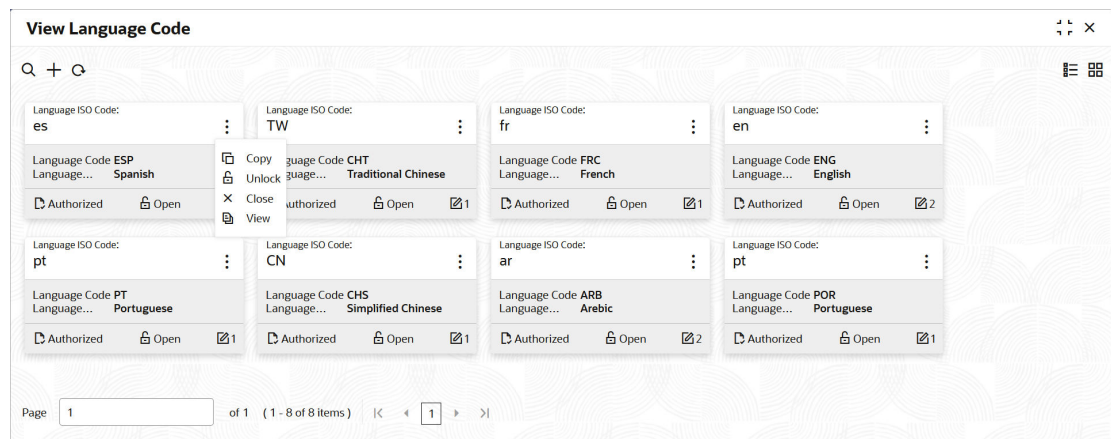 View Language Code
Language ISO Code:
es
Language ISO Code:
TW
Language ISO Code:
fr
Language ISO Code:
en
Language Code ESP
Language... Spanish
Copy
Unlock
Close
View
guage Code CHT
guage... Traditional Chinese
Language Code FRC
Language... French
Language Code ENG
Language... English
Authorized Open
uthorized Open 1
Authorized Open 1
Authorized Open 2
Language ISO Code:
pt
Language ISO Code:
CN
Language ISO Code:
ar
Language ISO Code:
pt
Language Code PT
Language... Portuguese
Language Code CHS
Language... Simplified Chinese
Language Code ARB
Language... Arebic
Language Code POR
Language... Portuguese
Authorized Open 1
Authorized Open 1
Authorized Open 2
Authorized Open 1
Page 1 of 1 ( 1 - 8 of 8 items ) 1